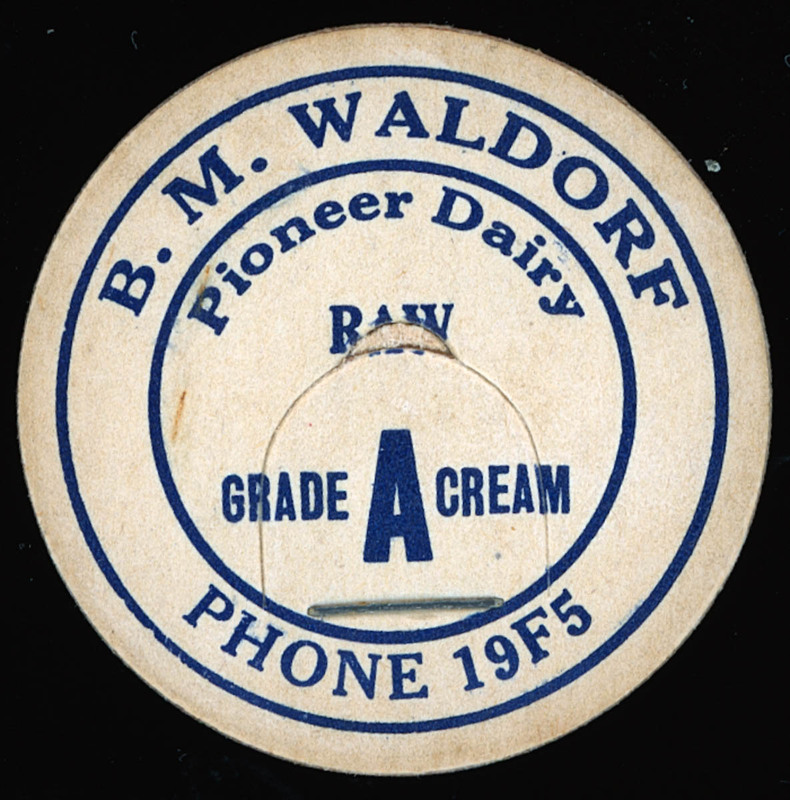 B. M. WALDORF
Pioneer Dairy
RAW
GRADE A CREAM
PHONE 19F5